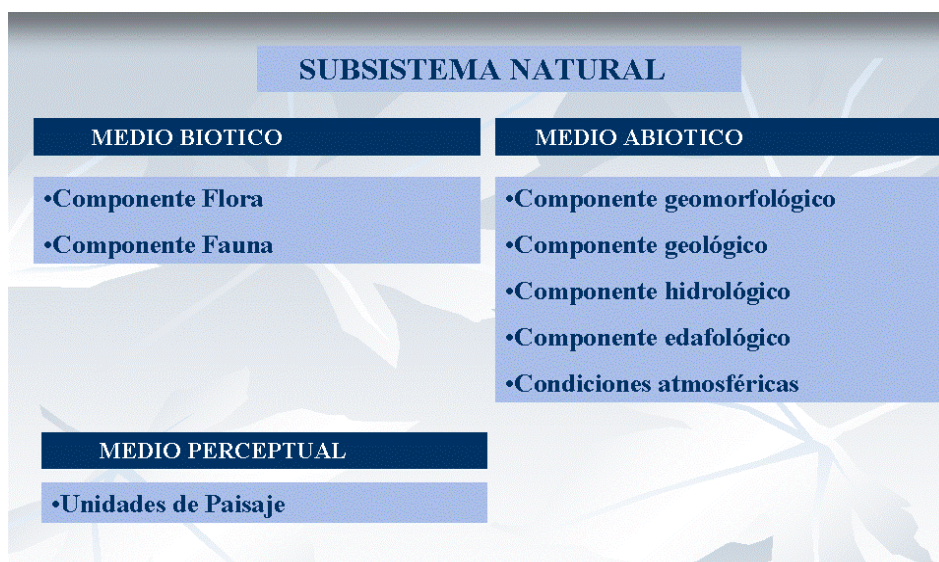 SUBSISTEMA NATURAL
MEDIO BIOTICO
•Componente Flora
•Componente Fauna
MEDIO ABIOTICO
•Componente geomorfológico
•Componente geológico
•Componente hidrológico
•Componente edafológico
•Condiciones atmosféricas
MEDIO PERCEPTUAL
•Unidades de Paisaje